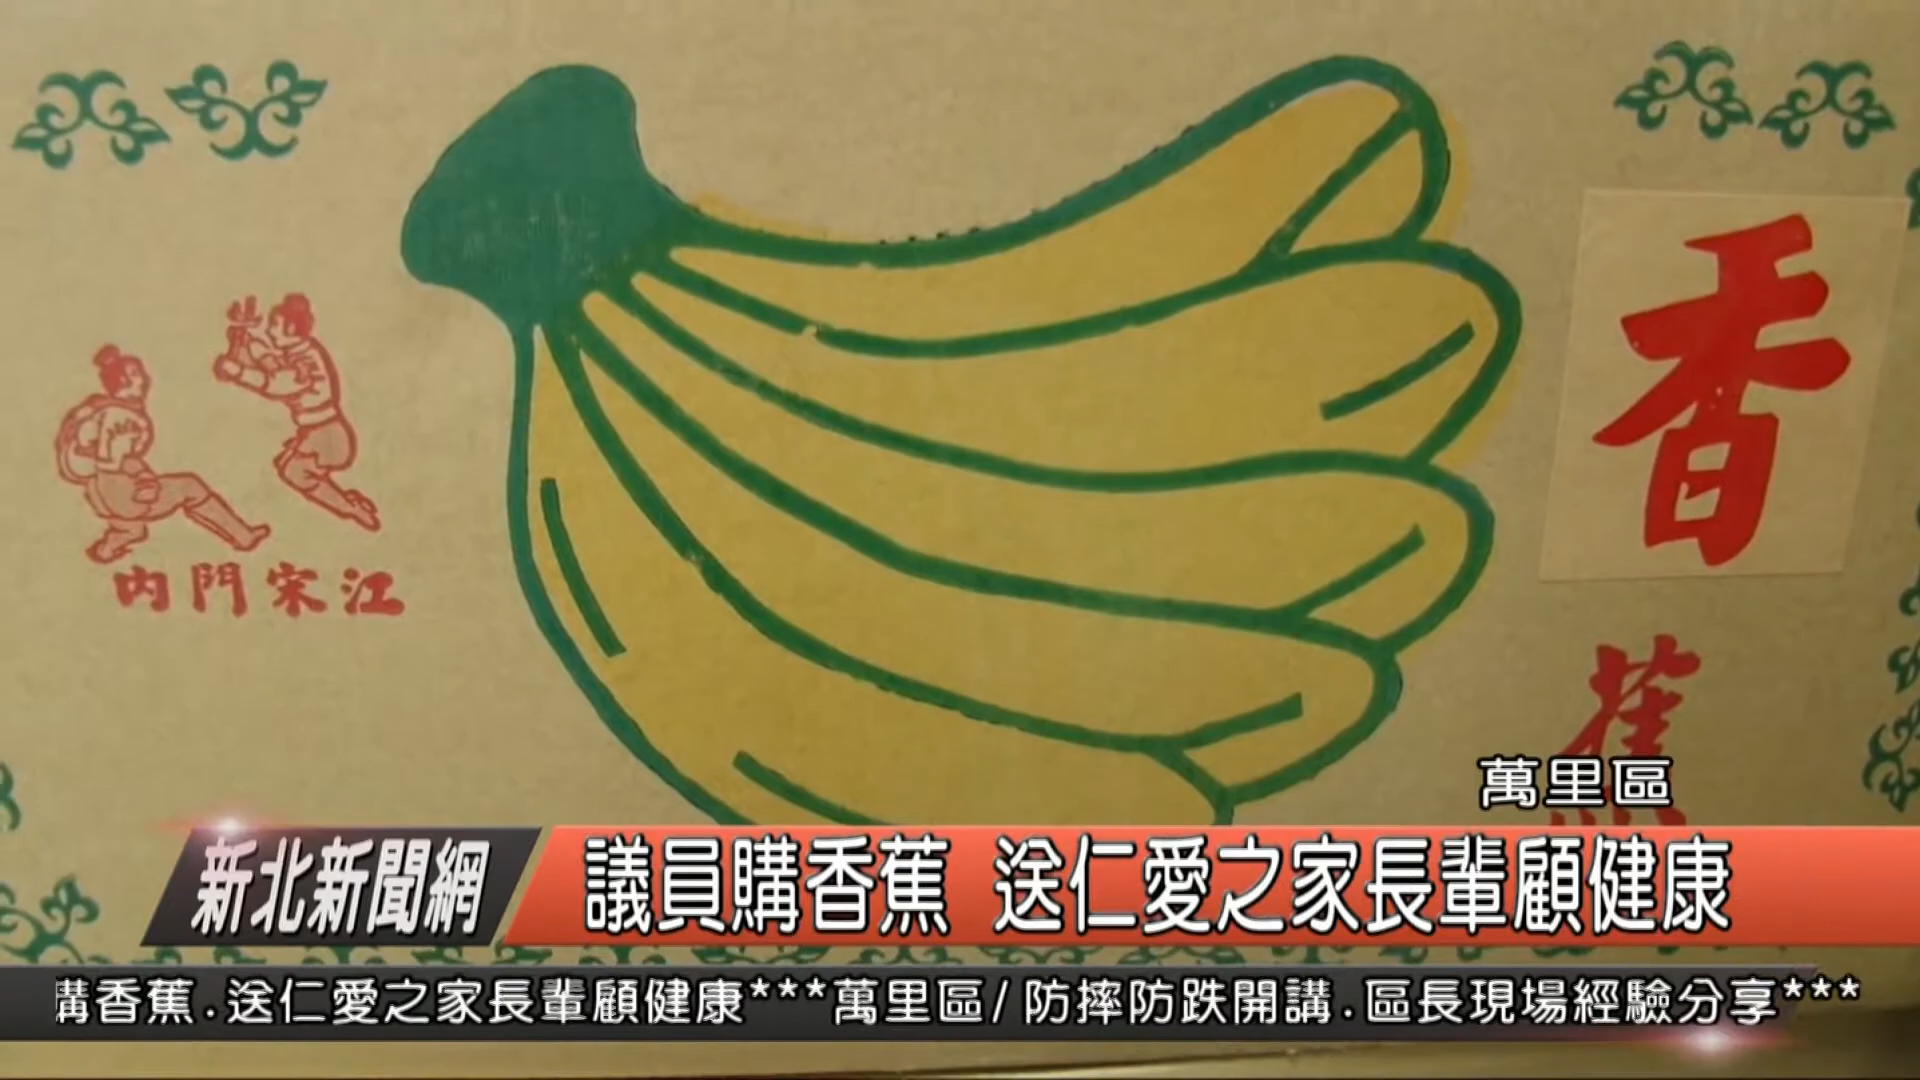 香蕉
內門宋江
萬里區
新北新聞網
議員購香蕉 送仁愛之家長輩顧健康
香蕉.送仁愛之家長輩顧健康***萬里區/防摔防跌開講.區長現場經驗分享***